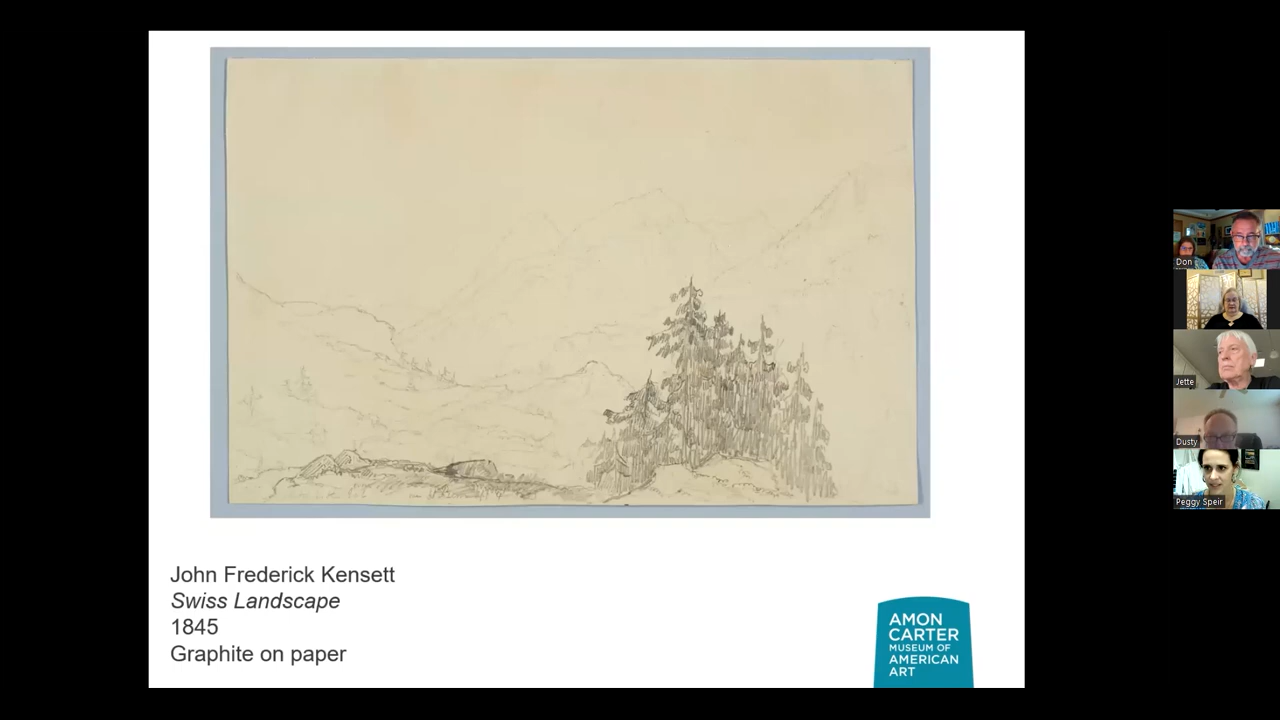 John Frederick Kensett
Swiss Landscape
1845
Graphite on paper
AMON
CARTER
MUSEUM OF
AMERICAN
ART
Don
Jette
Dusty
Peggy Speir